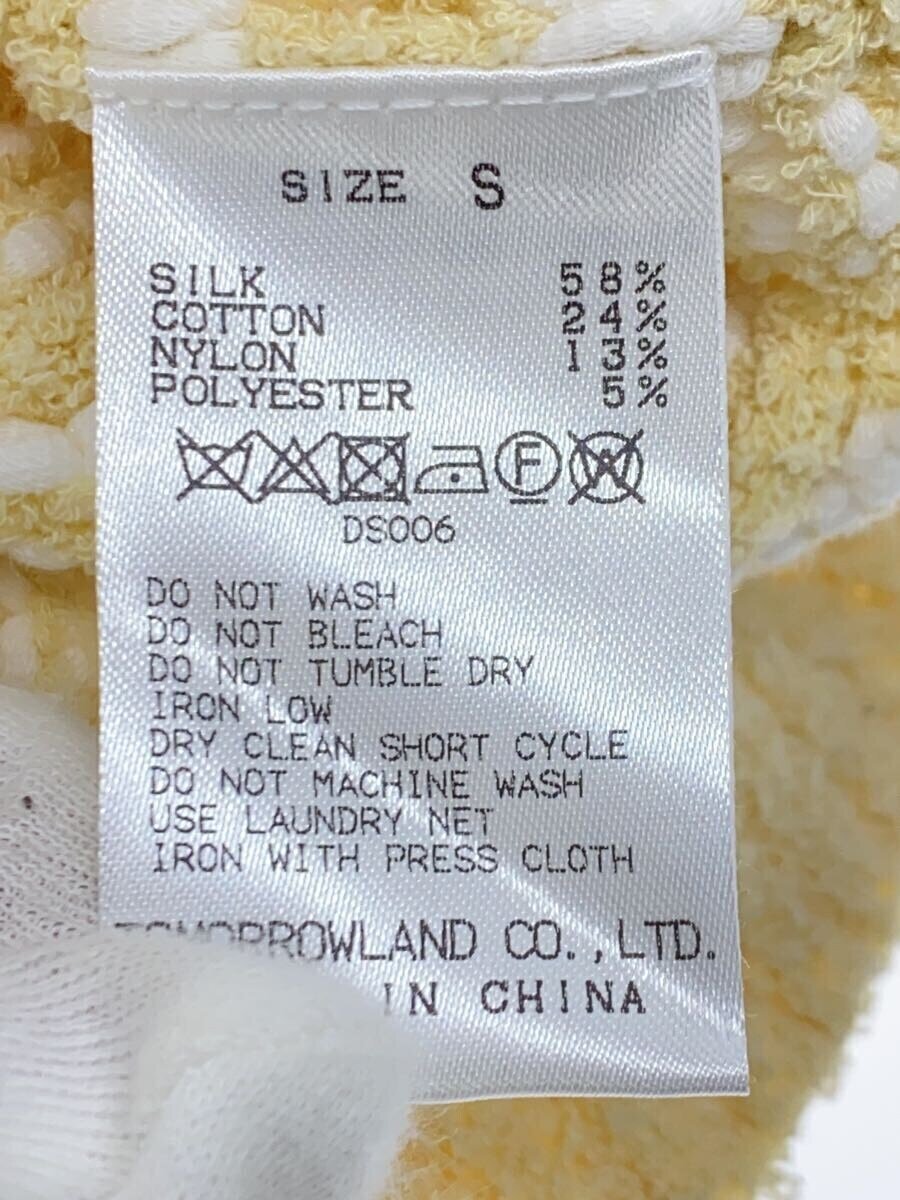 SIZE S
SILK 58%
COTTON 24%
NYLON 13%
POLYESTER 5%
F W
DS006
DO NOT WASH
DO NOT BLEACH
DO NOT TUMBLE DRY
IRON LOW
DRY CLEAN SHORT CYCLE
DO NOT MACHINE WASH
USE LAUNDRY NET
IRON WITH PRESS CLOTH
TOMORROWLAND CO.,LTD.
IN CHINA